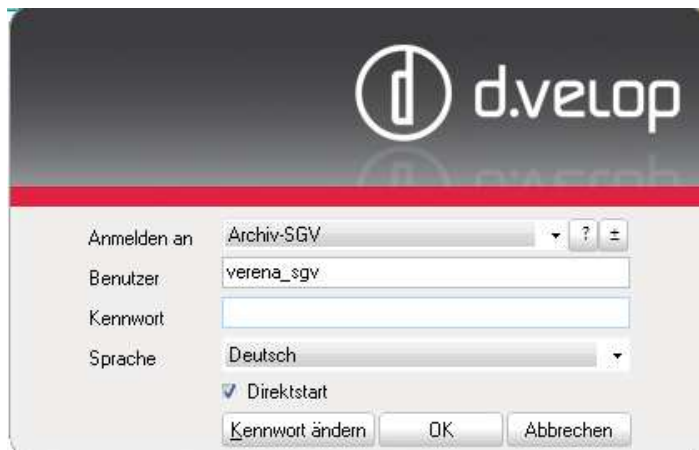 d.velop
Anmelden an Archiv-SGV ? ±
Benutzer verena_sgv
Kennwort
Sprache Deutsch
Direktstart
Kennwort ändern OK Abbrechen